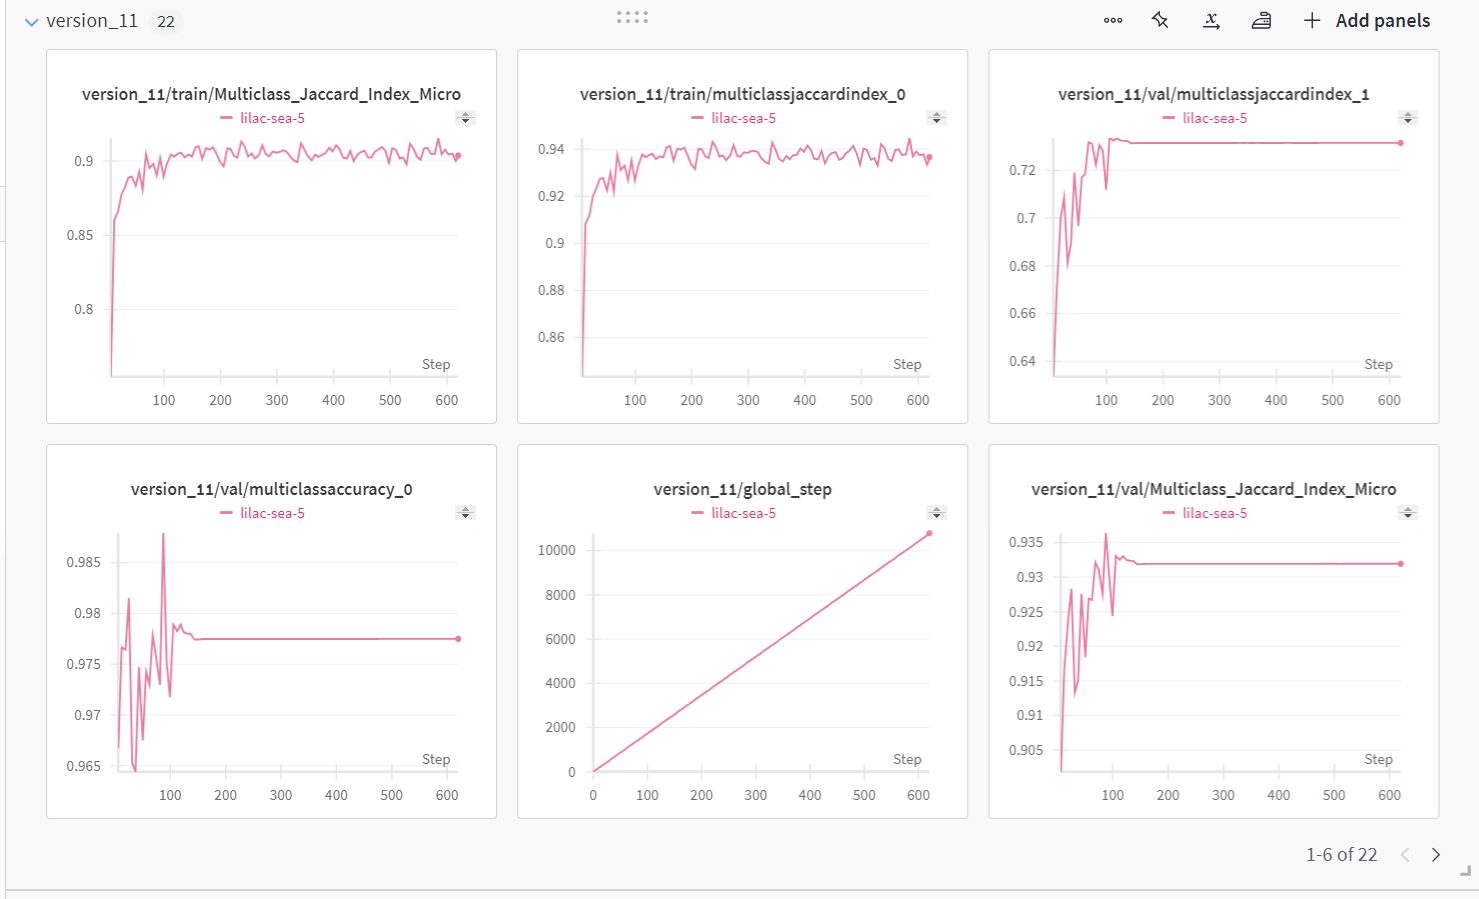 version_11 22
Add panels
version_11/train/Multiclass_Jaccard_Index_Micro
lilac-sea-5
0.9
0.85
0.8
Step
100 200 300 400 500 600
version_11/train/multiclassjaccardindex_0
lilac-sea-5
0.94
0.92
0.9
0.88
0.86
Step
100 200 300 400 500 600
version_11/val/multiclassjaccardindex_1
lilac-sea-5
0.72
0.7
0.68
0.66
0.64
Step
100 200 300 400 500 600
version_11/val/multiclassaccuracy_0
lilac-sea-5
0.985
0.98
0.975
0.97
0.965
Step
100 200 300 400 500 600
version_11/global_step
lilac-sea-5
10000
8000
6000
4000
2000
0
Step
0 100 200 300 400 500 600
version_11/val/Multiclass_Jaccard_Index_Micro
lilac-sea-5
0.935
0.93
0.925
0.92
0.915
0.91
0.905
Step
100 200 300 400 500 600
1-6 of 22